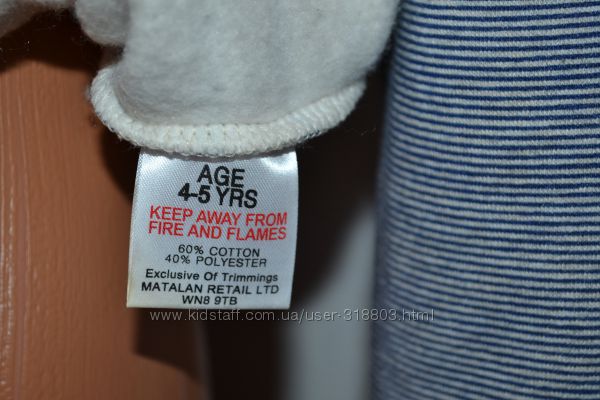 AGE
4-5 YRS
KEEP AWAY FROM
FIRE AND FLAMES
60% COTTON
40% POLYESTER
Exclusive Of Trimmings
MATALAN RETAIL LTD
WN8 9TB
www.kidstaff.com.ua/user-318803.html